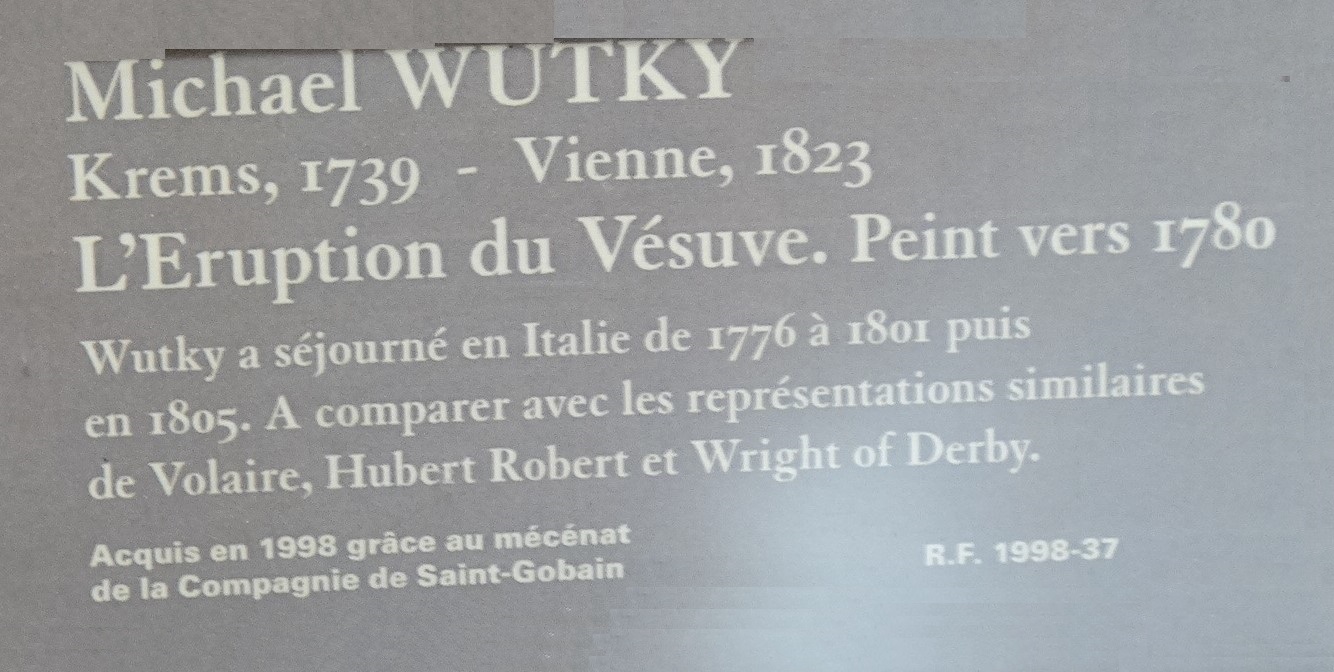 Michael WUTKY
Krems, 1739 - Vienne, 1823
L'Eruption du Vésuve. Peint vers 1780
Wutky a séjourné en Italie de 1776 à 1801 puis
en 1805. A comparer avec les représentations similaires
de Volaire, Hubert Robert et Wright of Derby.
Acquis en 1998 grâce au mécénat
de la Compagnie de Saint-Gobain
R.F. 1998-37